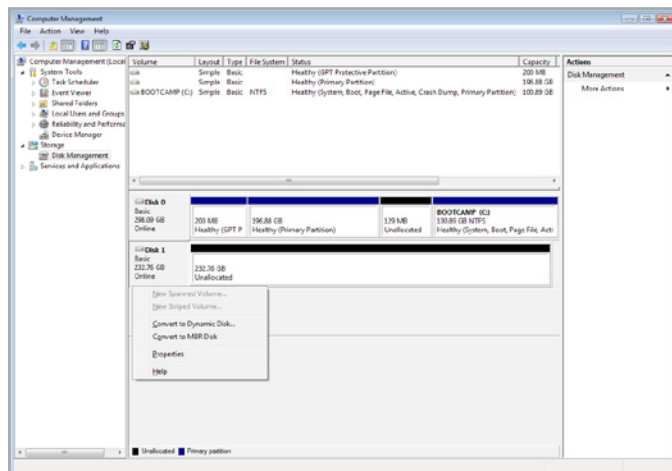 Computer Management
File Action View Help
Computer Management (Local
System Tools
Task Scheduler
Event Viewer
Shared Folders
Local Users and Groups
Reliability and Performa
Device Manager
Storage
Disk Management
Services and Applications
Volume Layout Type File System Status Capacity
Simple Basic Healthy (GPT Protective Partition) 200 MB
Simple Basic Healthy (Primary Partition) 196.88 GB
BOOTCAMP (C:) Simple Basic NTFS Healthy (System, Boot, Page File, Active, Crash Dump, Primary Partition) 100.89 GB
Actions
Disk Management
More Actions
Disk 0
Basic
298.09 GB
Online
200 MB
Healthy (GPT P
196.88 GB
Healthy (Primary Partition)
129 MB
Unallocated
BOOTCAMP (C:)
100.89 GB NTFS
Healthy (System, Boot, Page File, Acti
Disk 1
Basic
232.76 GB
Online
232.76 GB
Unallocated
New Spanned Volume...
New Striped Volume...
Convert to Dynamic Disk...
Convert to MBR Disk
Properties
Help
Unallocated Primary partition